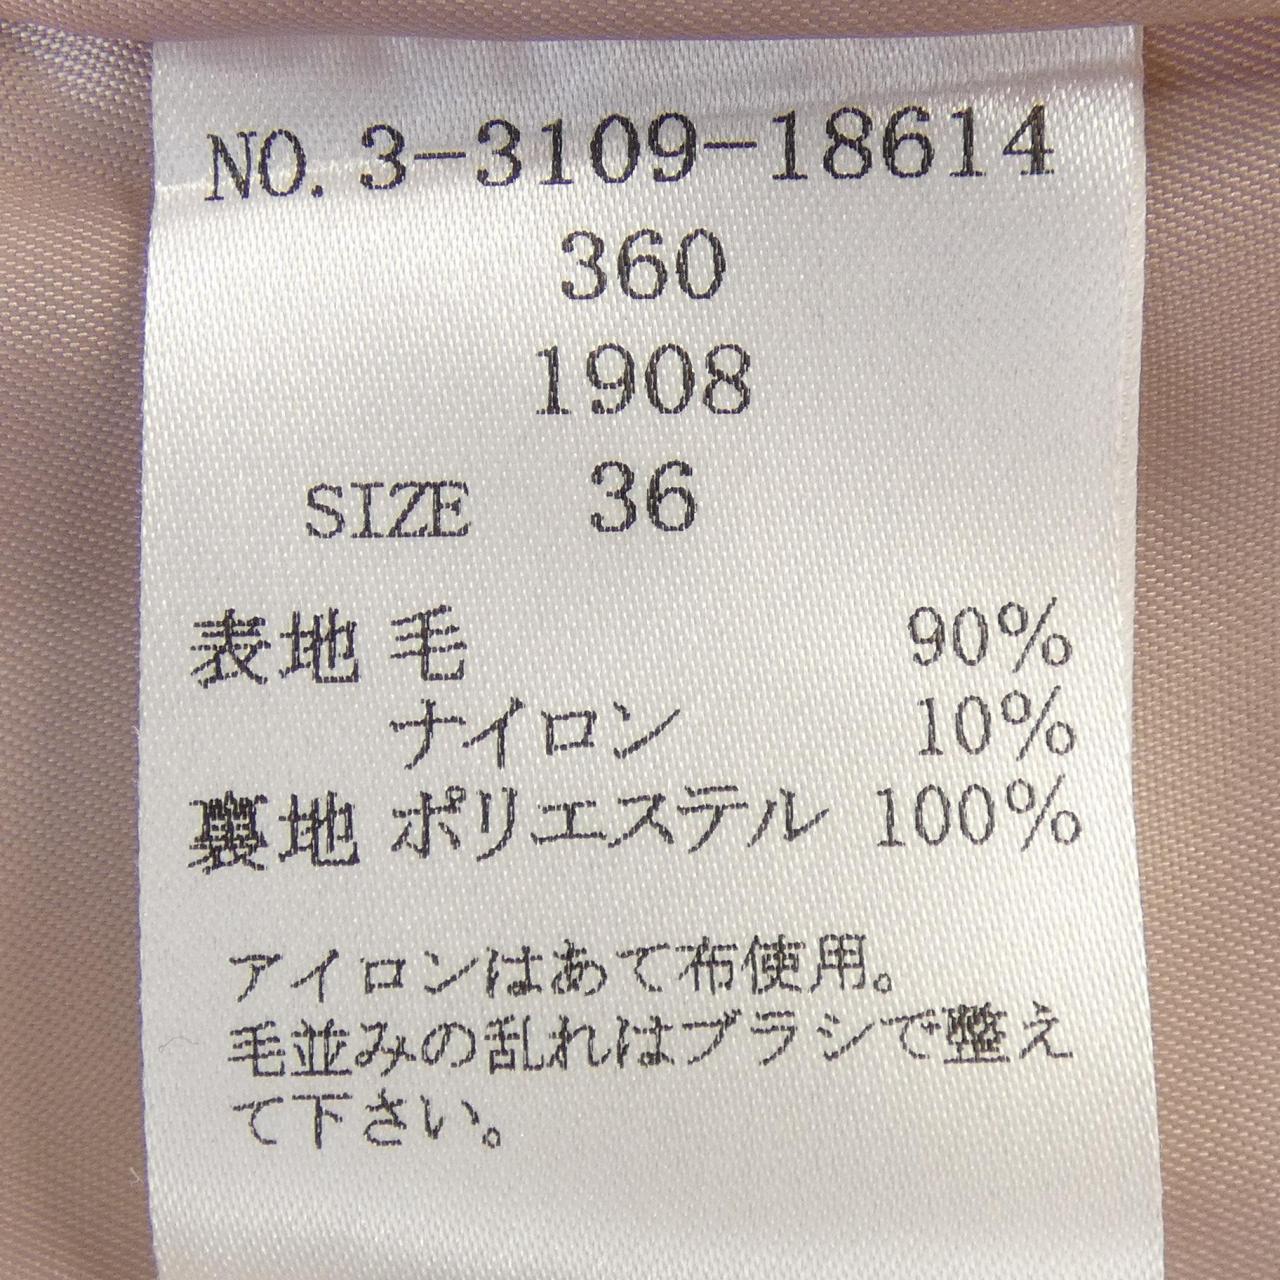 NO. 3-3109-18614
360
1908
SIZE 36
表地 毛 90%
ナイロン 10%
裏地 ポリエステル 100%
アイロンはあて布使用。
毛並みの乱れはブラシで整え
て下さい。